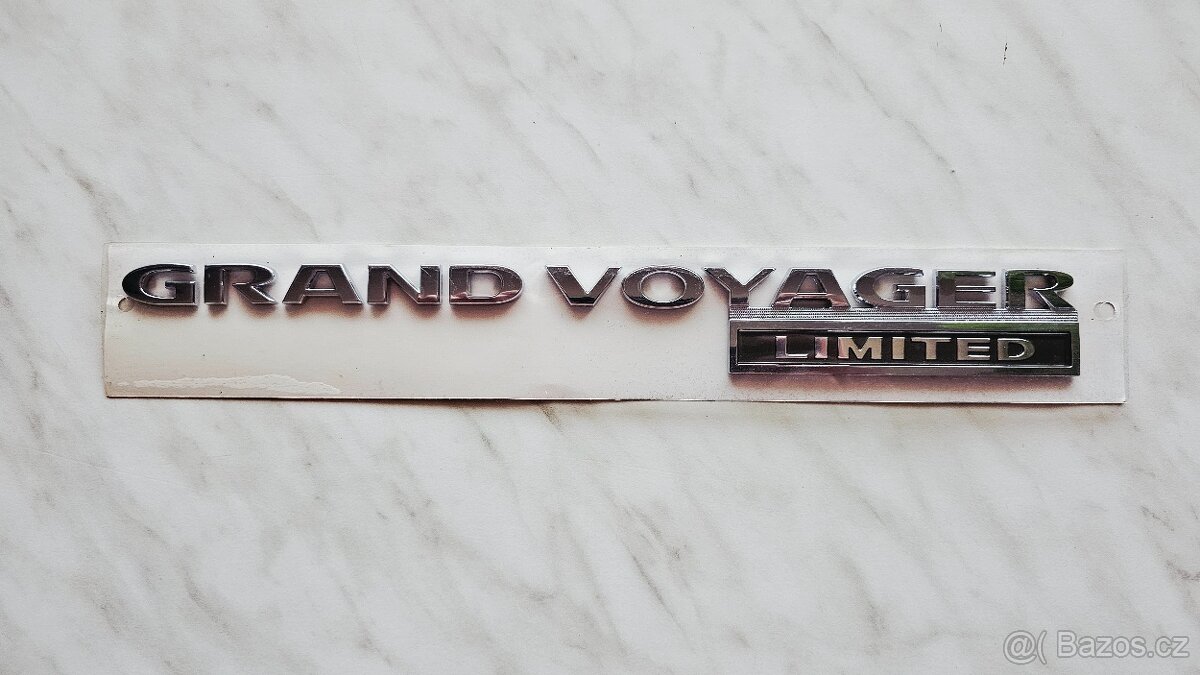 GRAND VOYAGER
LIMITED
@( Bazos.cz